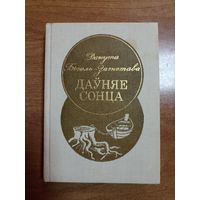 Данута
Бічэль-Загнетава
ДАЎНЯЕ
СОНЦА